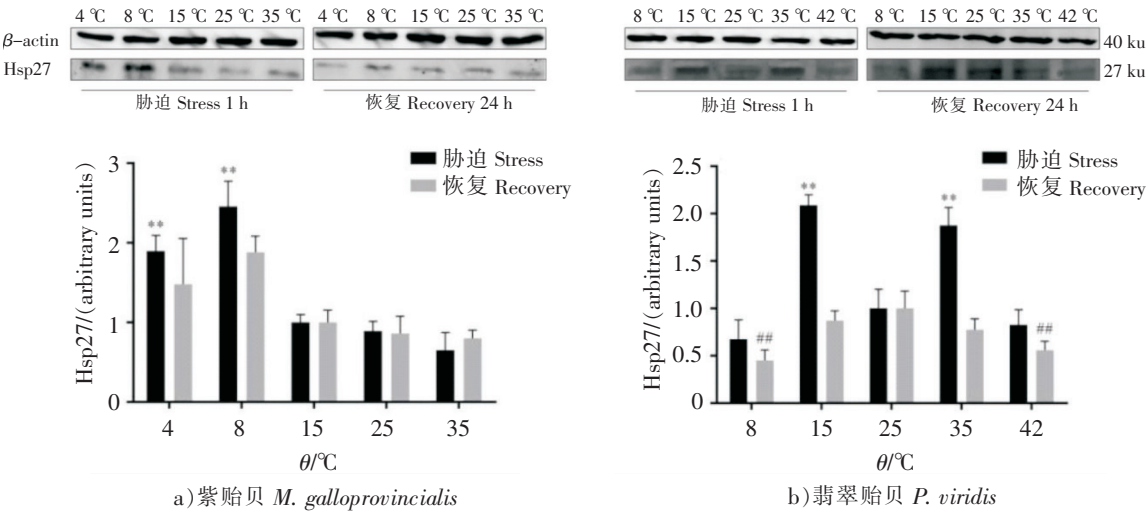 4 ℃ 8 ℃ 15 ℃ 25 ℃ 35 ℃ 4 ℃ 8 ℃ 15 ℃ 25 ℃ 35 ℃
β-actin
Hsp27
胁迫 Stress 1 h 恢复 Recovery 24 h
8 ℃ 15 ℃ 25 ℃ 35 ℃ 42 ℃ 8 ℃ 15 ℃ 25 ℃ 35 ℃ 42 ℃
40 ku
27 ku
胁迫 Stress 1 h 恢复 Recovery 24 h
胁迫 Stress
恢复 Recovery
Hsp27/(arbitrary units)
3
2
1
0
** **
4 8 15 25 35
θ/℃
a)紫贻贝 M. galloprovincialis
胁迫 Stress
恢复 Recovery
Hsp27/(arbitrary units)
2.5
2.0
1.5
1.0
0.5
0
## ** ** ##
8 15 25 35 42
θ/℃
b)翡翠贻贝 P. viridis